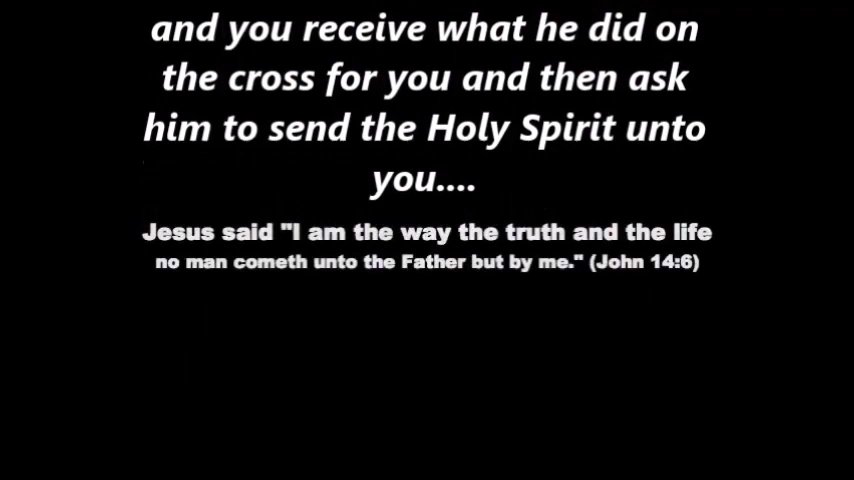 and you receive what he did on
the cross for you and then ask
him to send the Holy Spirit unto
you....
Jesus said "I am the way the truth and the life
no man cometh unto the Father but by me." (John 14:6)